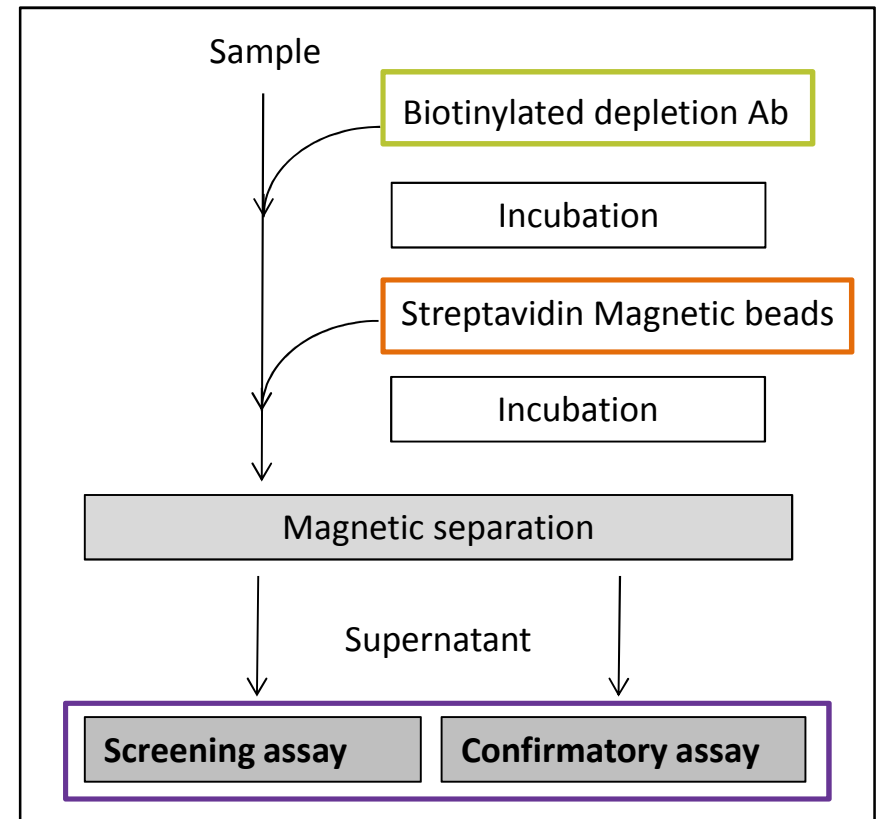 Sample
Biotinylated depletion Ab
Incubation
Streptavidin Magnetic beads
Incubation
Magnetic separation
Supernatant
Screening assay
Confirmatory assay